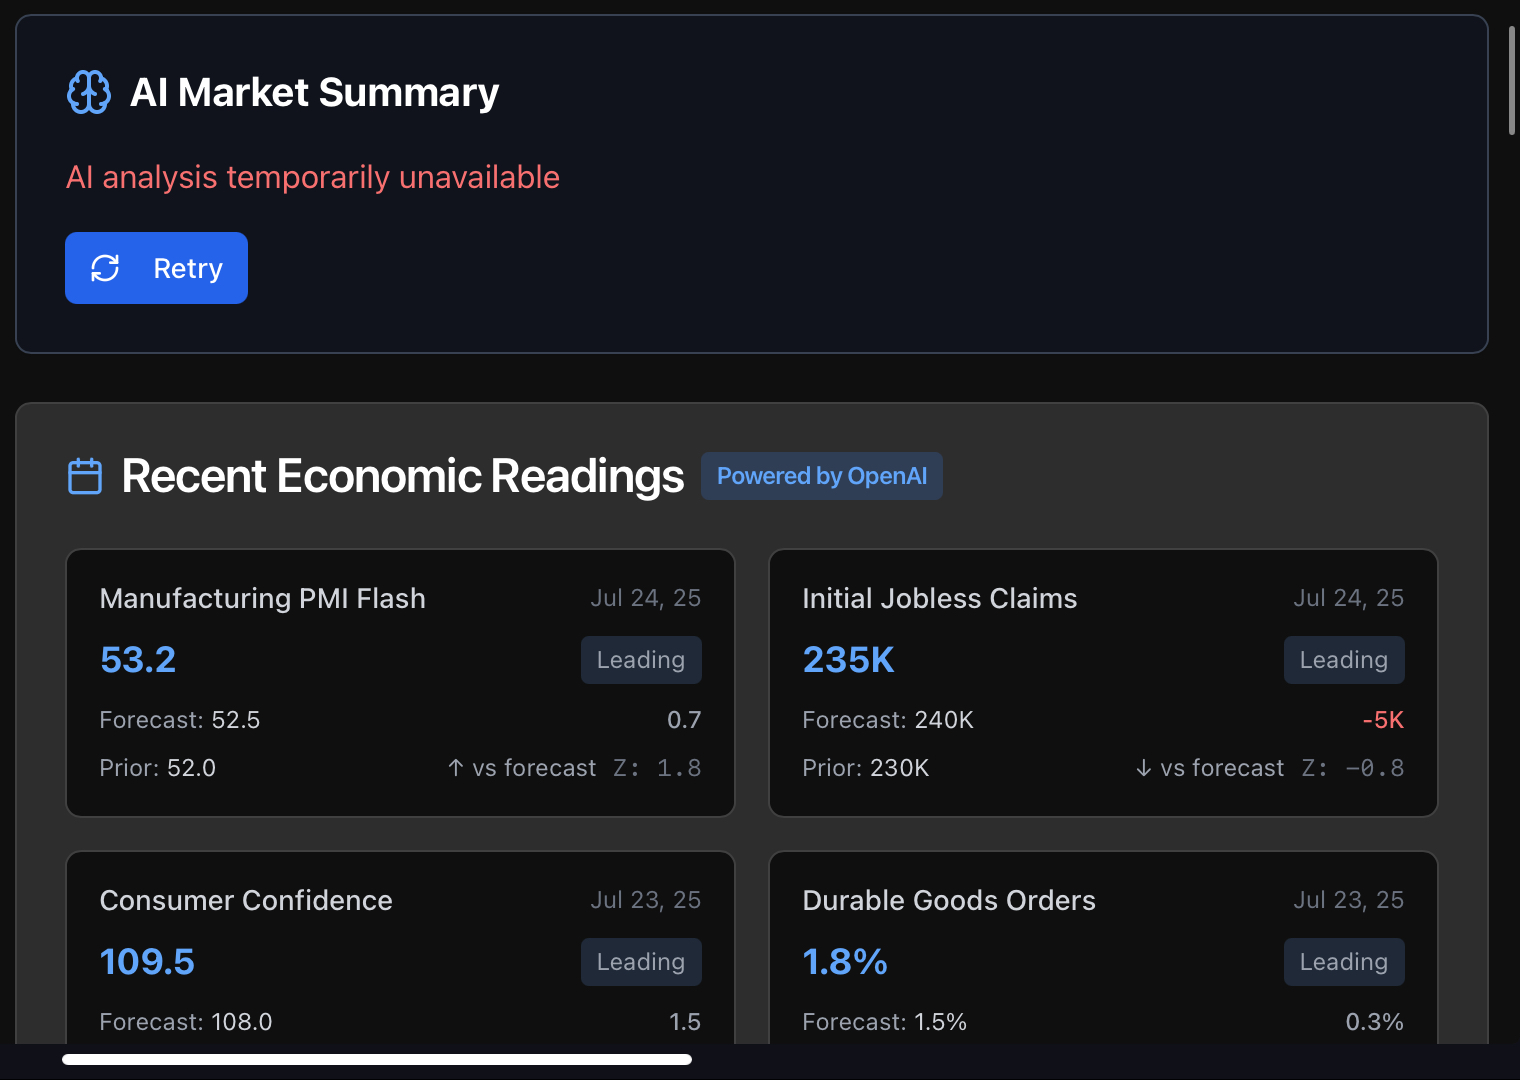 AI Market Summary
AI analysis temporarily unavailable
Retry
Recent Economic Readings Powered by OpenAI
Manufacturing PMI Flash Jul 24, 25
53.2 Leading
Forecast: 52.5 0.7
Prior: 52.0 ↑ vs forecast Z: 1.8
Initial Jobless Claims Jul 24, 25
235K Leading
Forecast: 240K -5K
Prior: 230K ↓ vs forecast Z: −0.8
Consumer Confidence Jul 23, 25
109.5 Leading
Forecast: 108.0 1.5
Durable Goods Orders Jul 23, 25
1.8% Leading
Forecast: 1.5% 0.3%